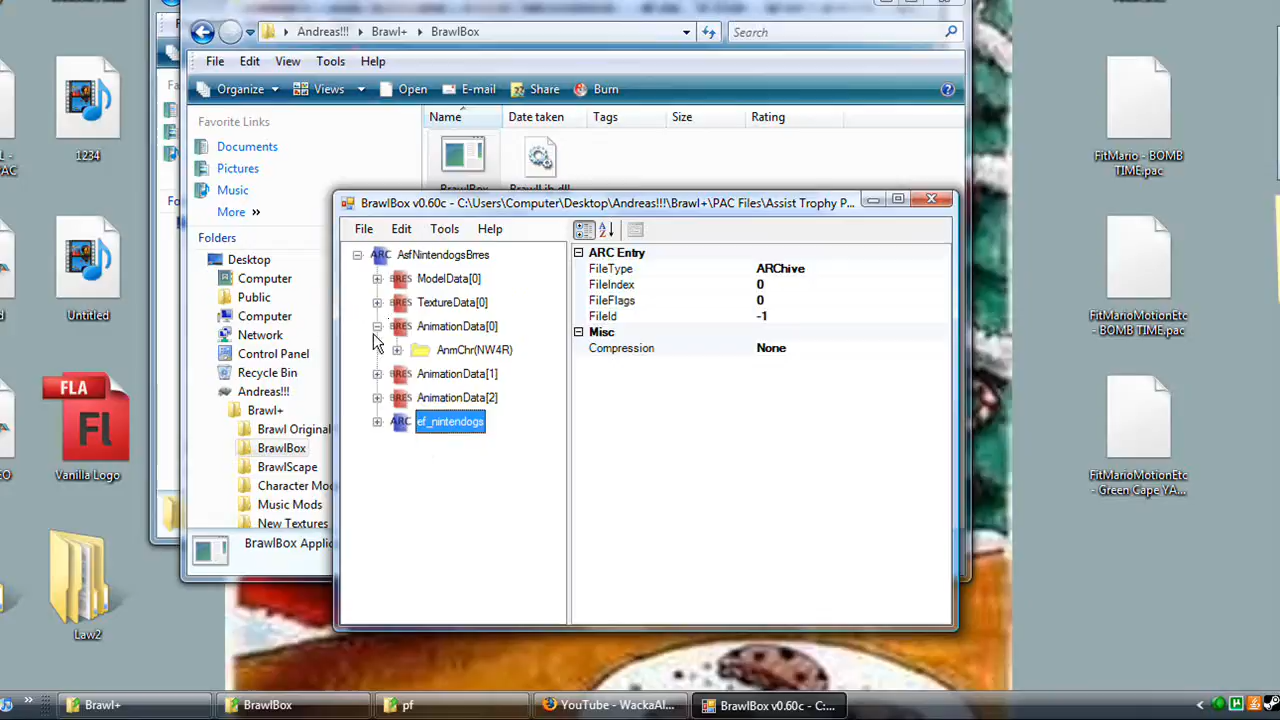 Andreas!!! Brawl+ BrawlBox
Search
File Edit View Tools Help
Organize Views Open E-mail Share Burn
Favorite Links
Documents
Pictures
Music
More »
Folders
Desktop
Computer
Public
Computer
Network
Control Panel
Recycle Bin
Andreas!!!
Brawl+
Brawl Original
BrawlBox
BrawlScape
Character Mo
Music Mods
New Textures
BrawlBox Applic
Name Date taken Tags Size Rating
BrawlBox BrawlLib.dll
BrawlBox v0.60c - C:\Users\Computer\Desktop\Andreas!!!\Brawl+\PAC Files\Assist Trophy P...
File Edit Tools Help
AsfNintendogsBrres
BRES ModelData[0]
BRES TextureData[0]
BRES AnimationData[0]
AnmChr(NW4R)
BRES AnimationData[1]
BRES AnimationData[2]
ARC ef_nintendogs
ARC Entry
FileType ARChive
FileIndex 0
FileFlags 0
FileId -1
Misc
Compression None
1234
Untitled
FLA
Vanilla Logo
Law2
FitMario - BOMB
TIME.pac
FitMarioMotionEtc
- BOMB TIME.pac
FitMarioMotionEtc
- Green Cape YA...
Brawl+ BrawlBox pf YouTube - WackaAl... BrawlBox v0.60c - C:...